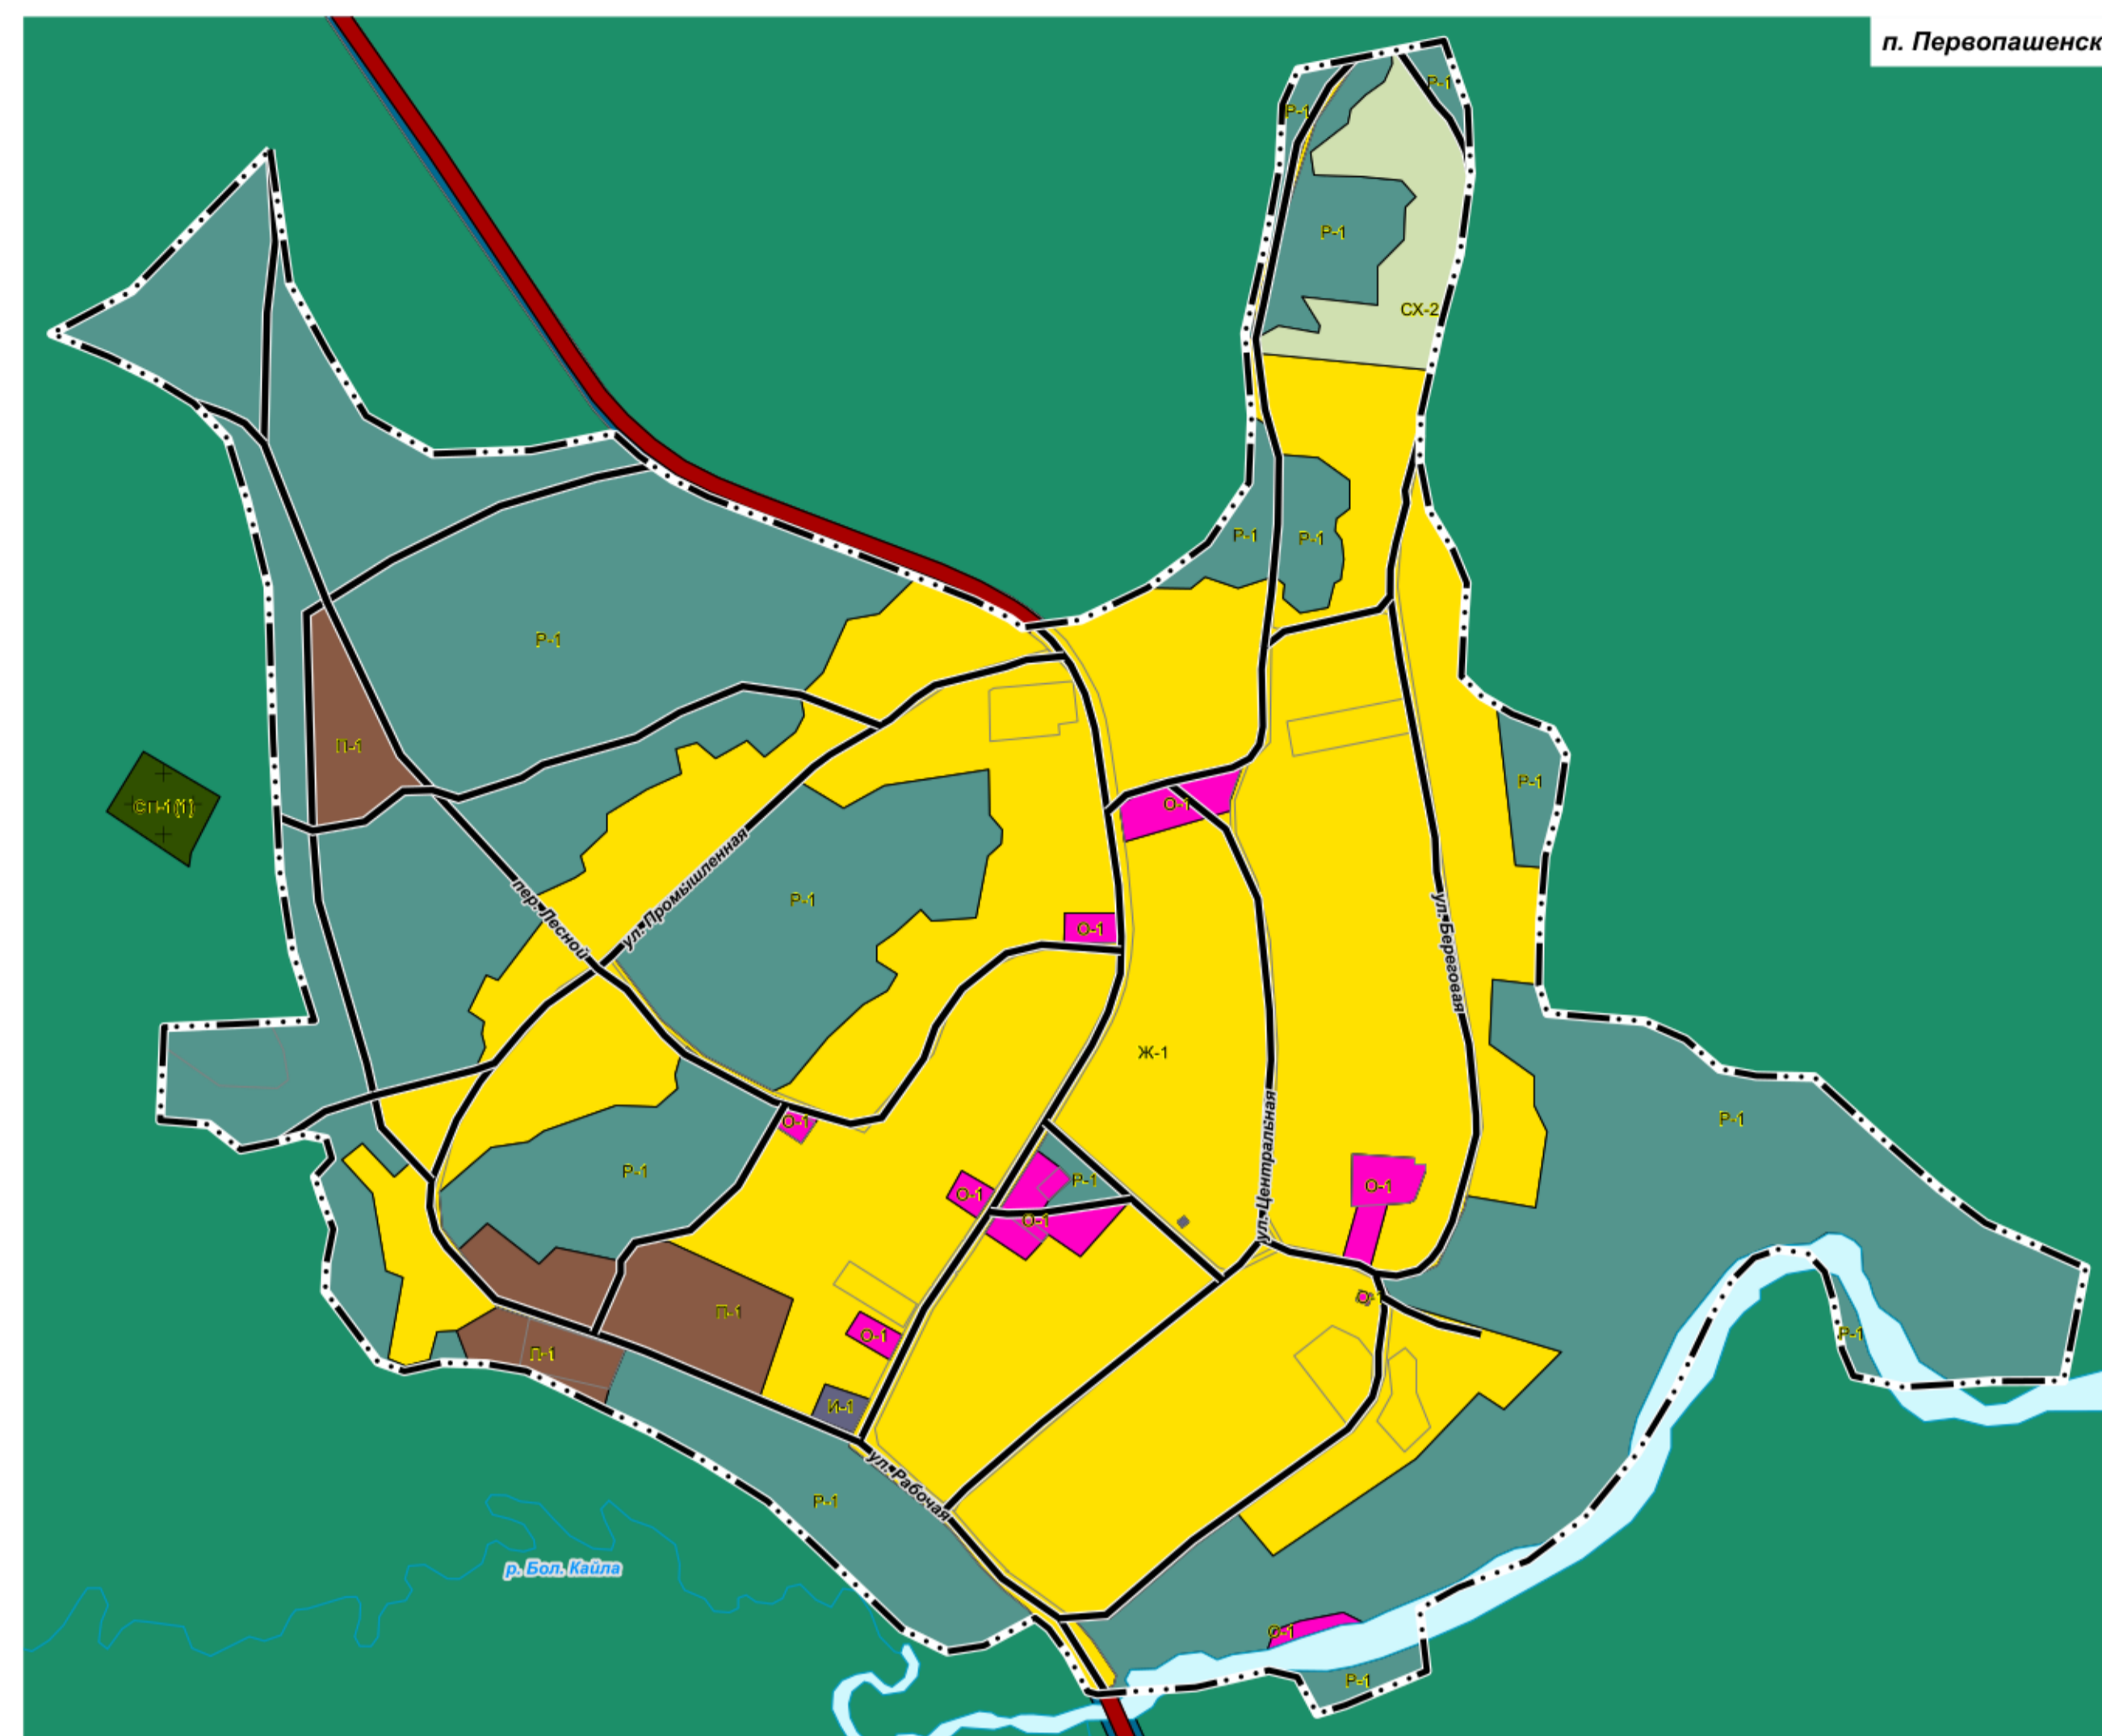 п. Первопашенск
Р-1
Р-1
Р-1
СХ-2
Р-1
Р-1
Р-1
П-1
Р-1
СП-1(1)
О-1
пер. Лесной
ул. Промышленная
Р-1
О-1
ул. Береговая
Ж-1
Р-1
О-1
Р-1
Р-1
О-1
О-1
ул. Центральная
О-1
П-1
О-1
О-1
Р-1
П-1
И-1
ул. Рабочая
Р-1
р. Бол. Кайла
О-1
Р-1